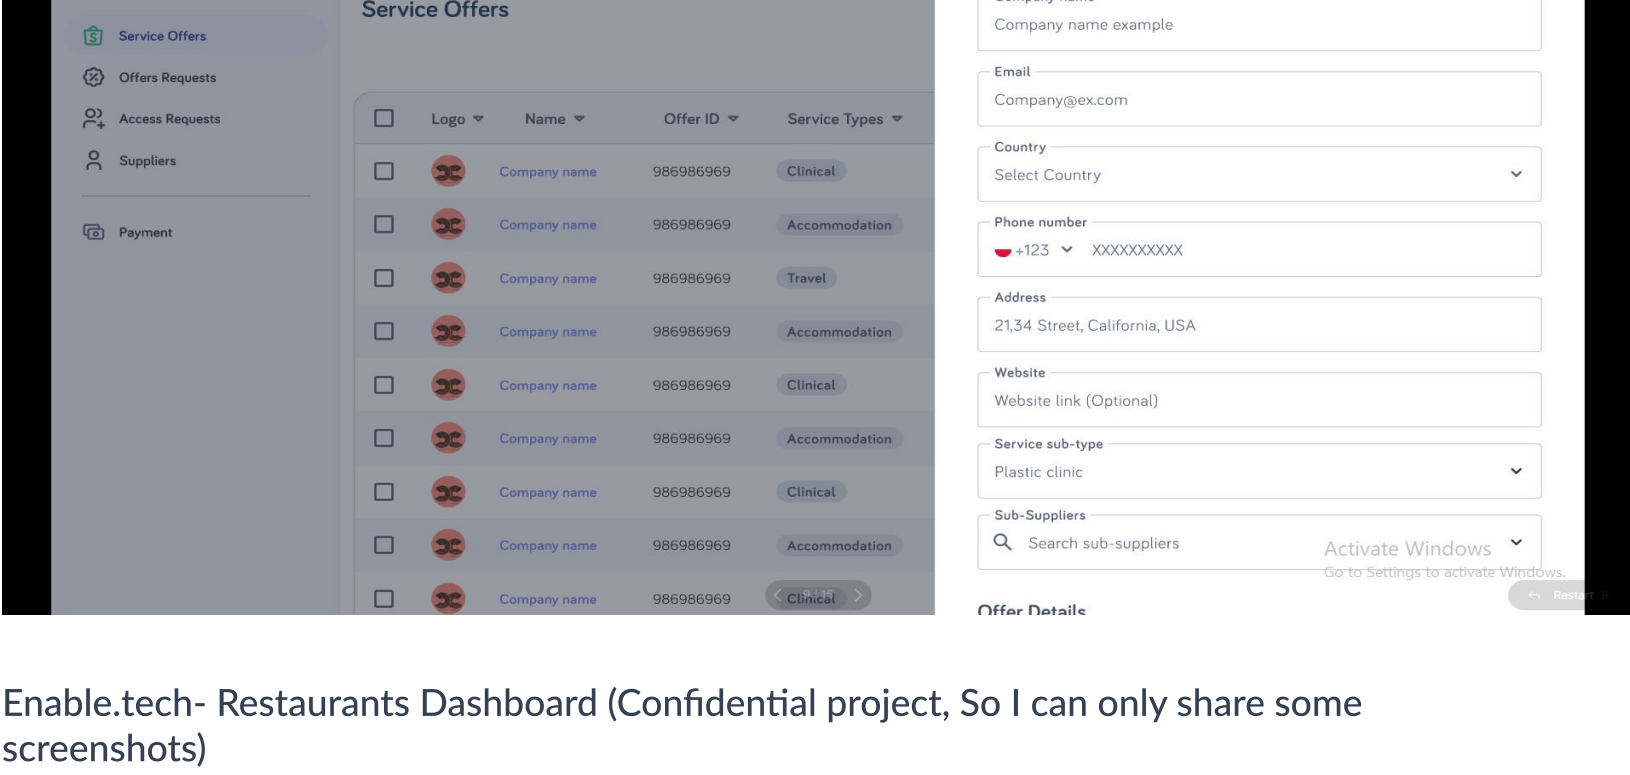 Service Offers
Service Offers
Offers Requests
Access Requests
Suppliers
Payment
Logo Name Offer ID Service Types
Company name 986986969 Clinical
Company name 986986969 Accommodation
Company name 986986969 Travel
Company name 986986969 Accommodation
Company name 986986969 Clinical
Company name 986986969 Accommodation
Company name 986986969 Clinical
Company name 986986969 Accommodation
Company name 986986969 Clinical
9 / 15
Company name
Company name example
Email
Company@ex.com
Country
Select Country
Phone number
+123 XXXXXXXXXX
Address
21,34 Street, California, USA
Website
Website link (Optional)
Service sub-type
Plastic clinic
Sub-Suppliers
Search sub-suppliers
Activate Windows
Go to Settings to activate Windows.
Restart R
Offer Details
Enable.tech- Restaurants Dashboard (Confidential project, So I can only share some
screenshots)